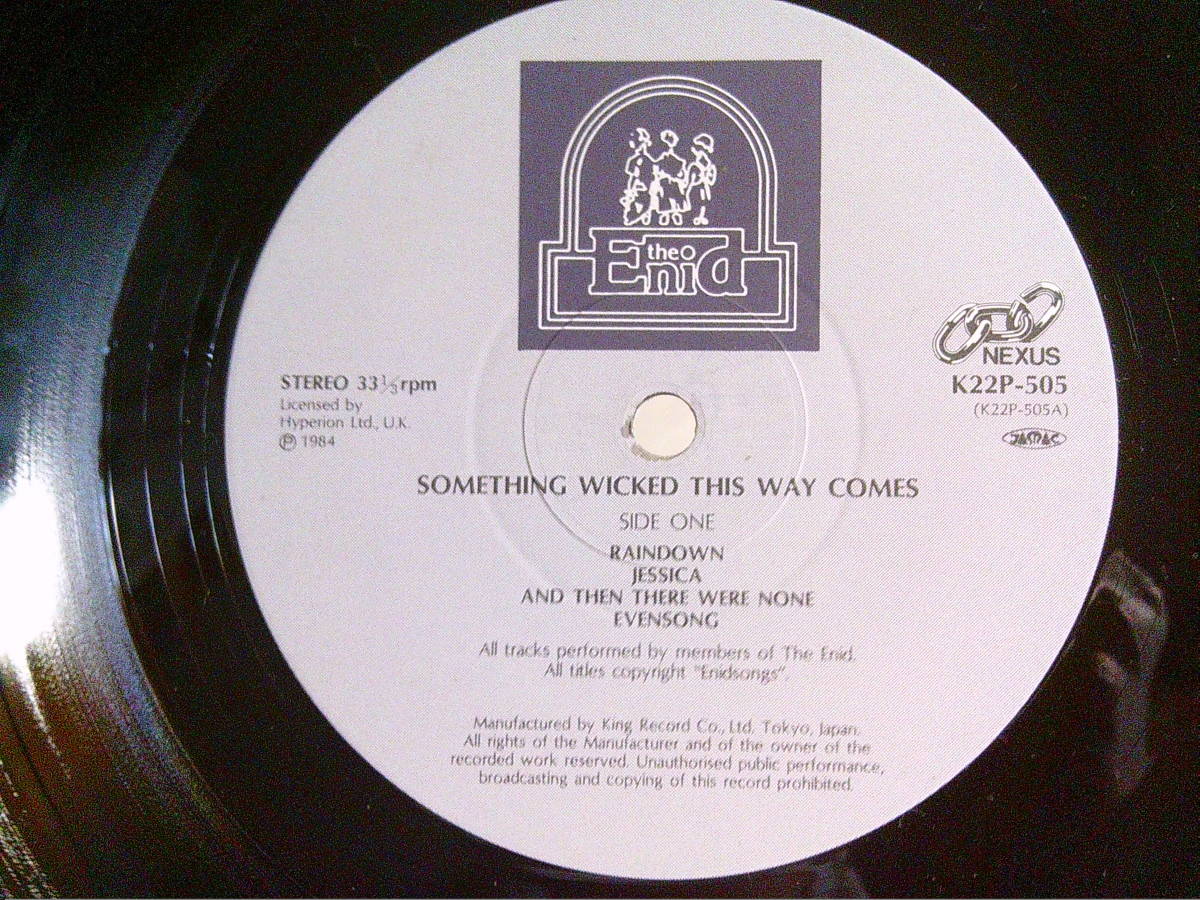 the
Enid
NEXUS
K22P-505
(K22P-505A)
JASRAC
STEREO 33⅓rpm
Licensed by
Hyperion Ltd., U.K.
℗ 1984
SOMETHING WICKED THIS WAY COMES
SIDE ONE
RAINDOWN
JESSICA
AND THEN THERE WERE NONE
EVENSONG
All tracks performed by members of The Enid.
All titles copyright "Enidsongs".
Manufactured by King Record Co., Ltd. Tokyo, Japan.
All rights of the Manufacturer and of the owner of the
recorded work reserved. Unauthorised public performance,
broadcasting and copying of this record prohibited.